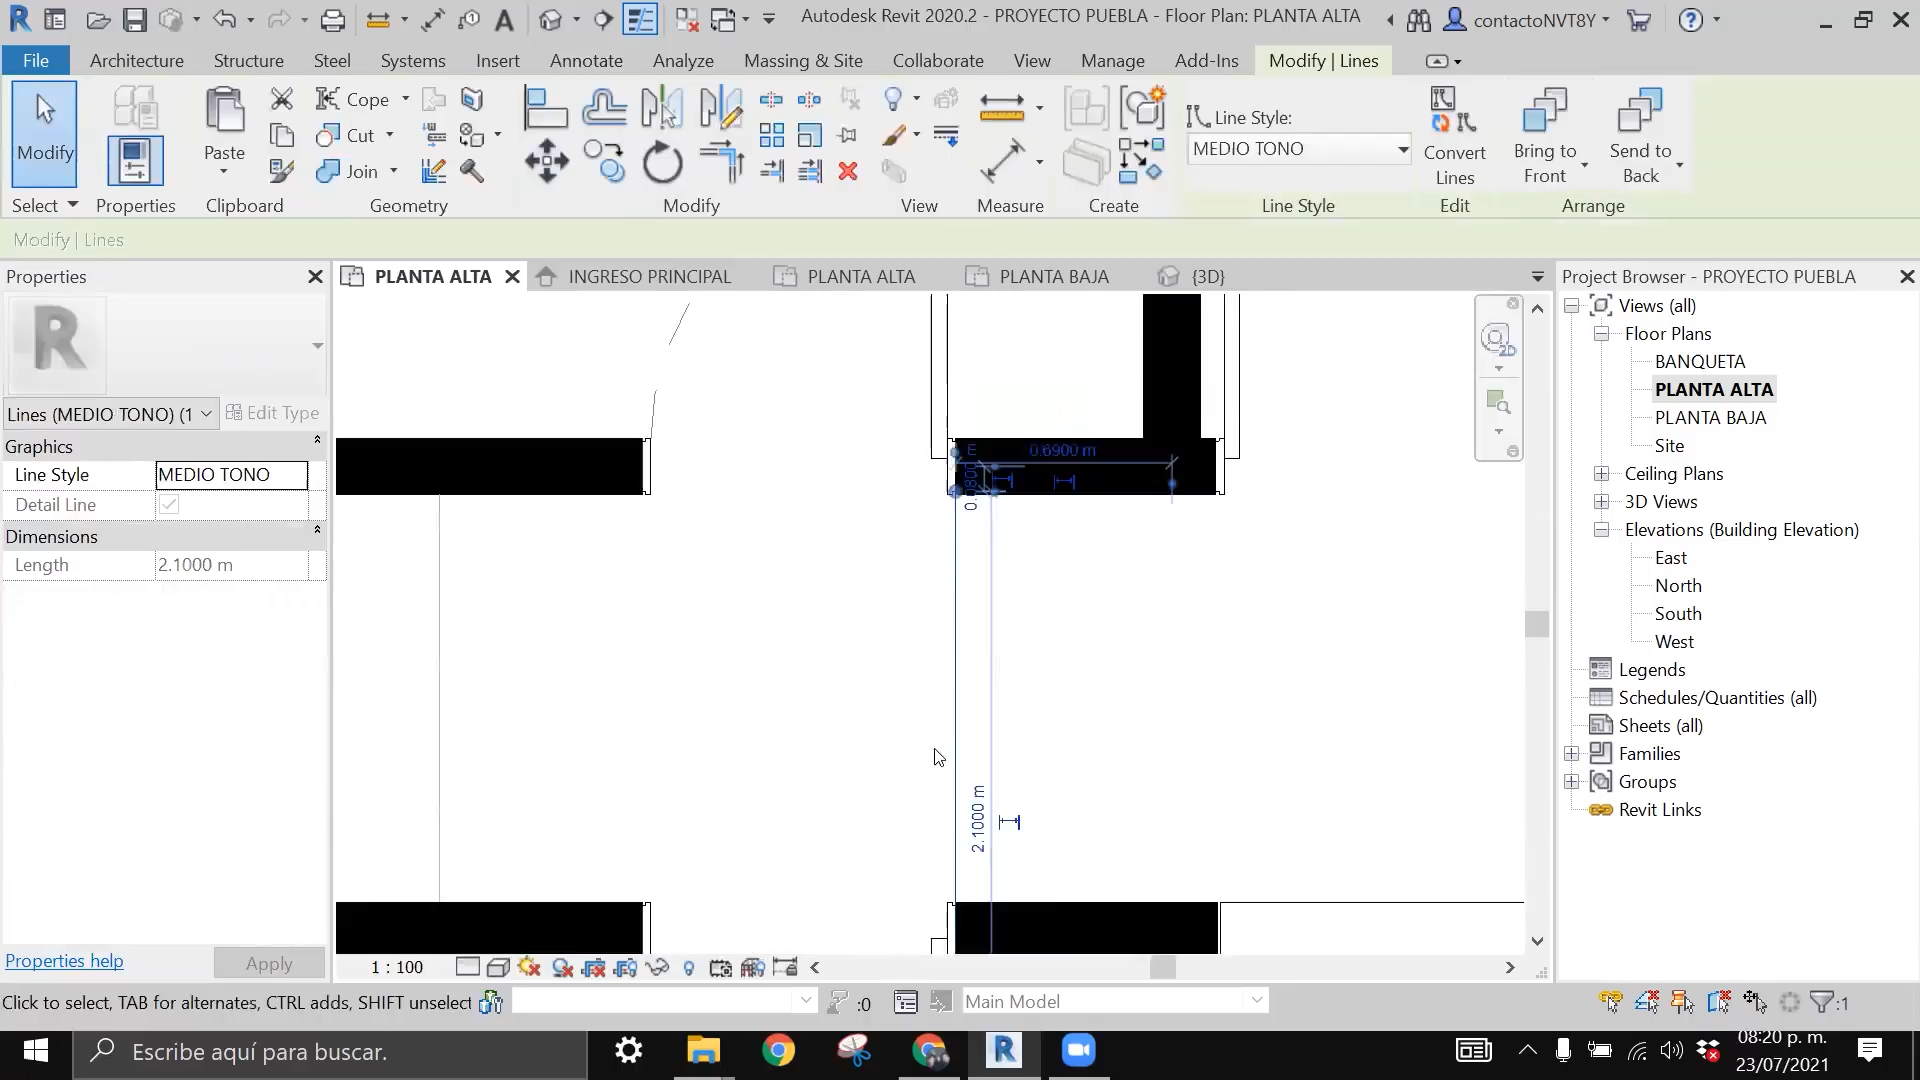 Autodesk Revit 2020.2 - PROYECTO PUEBLA - Floor Plan: PLANTA ALTA
contactoNVT8Y
File
Architecture
Structure
Steel
Systems
Insert
Annotate
Analyze
Massing & Site
Collaborate
View
Manage
Add-Ins
Modify | Lines
Modify
Paste
Cope
Cut
Join
Line Style:
MEDIO TONO
Convert
Lines
Bring to
Front
Send to
Back
Select
Properties
Clipboard
Geometry
Modify
View
Measure
Create
Line Style
Edit
Arrange
Modify | Lines
Properties
PLANTA ALTA
INGRESO PRINCIPAL
PLANTA ALTA
PLANTA BAJA
{3D}
Project Browser - PROYECTO PUEBLA
R
Lines (MEDIO TONO) (1
Edit Type
Graphics
Line Style
MEDIO TONO
Detail Line
Dimensions
Length
2.1000 m
Properties help
Apply
0.6900 m
0.0800 m
2.1000 m
2D
Views (all)
Floor Plans
BANQUETA
PLANTA ALTA
PLANTA BAJA
Site
Ceiling Plans
3D Views
Elevations (Building Elevation)
East
North
South
West
Legends
Schedules/Quantities (all)
Sheets (all)
Families
Groups
Revit Links
1 : 100
Click to select, TAB for alternates, CTRL adds, SHIFT unselect
:0
Main Model
:1
Escribe aquí para buscar.
08:20 p. m.
23/07/2021